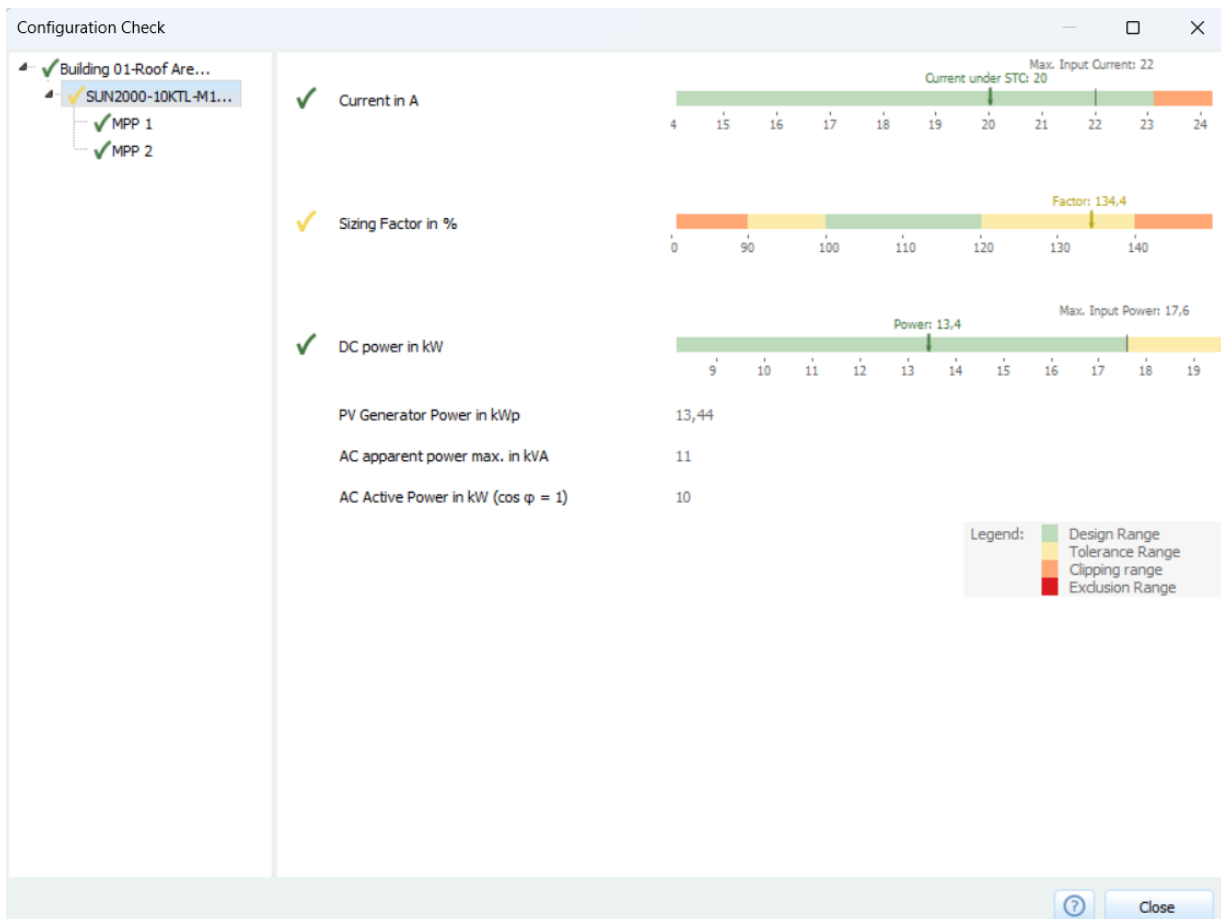 Configuration Check
Building 01-Roof Are...
SUN2000-10KTL-M1...
MPP 1
MPP 2
Max. Input Current: 22
Current under STC: 20
Current in A
4 15 16 17 18 19 20 21 22 23 24
Factor: 134,4
Sizing Factor in %
0 90 100 110 120 130 140
Max. Input Power: 17,6
Power: 13,4
DC power in kW
9 10 11 12 13 14 15 16 17 18 19
PV Generator Power in kWp 13,44
AC apparent power max. in kVA 11
AC Active Power in kW (cos φ = 1) 10
Legend: Design Range
Tolerance Range
Clipping range
Exclusion Range
? Close